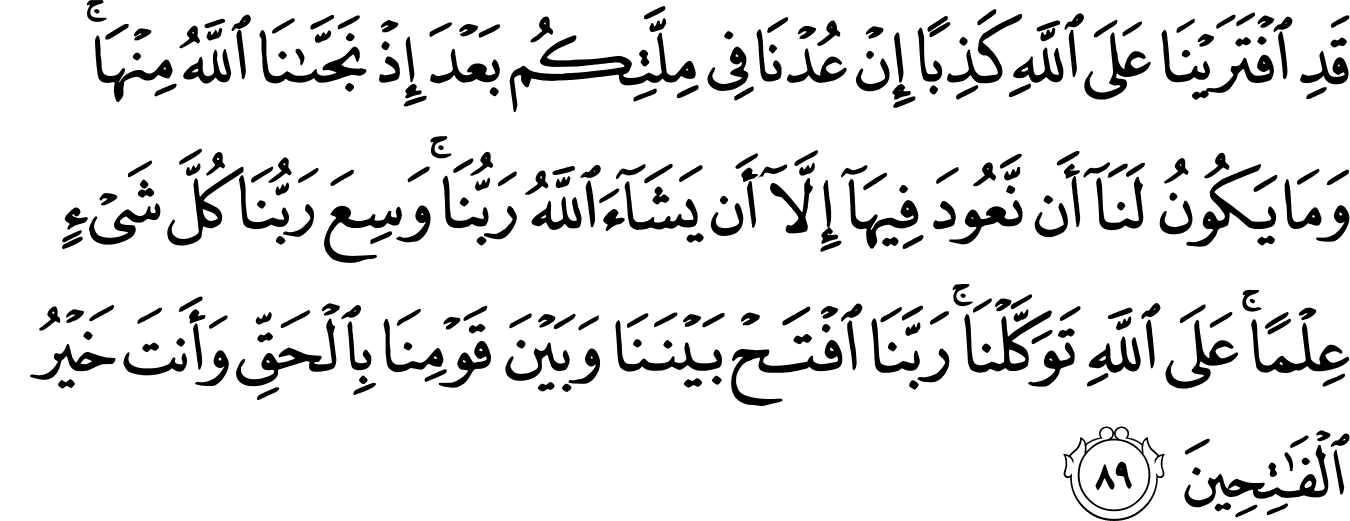 قَدِ ٱفۡتَرَيۡنَا عَلَى ٱللَّهِ كَذِبًا إِنۡ عُدۡنَا فِى مِلَّتِكُم بَعۡدَ إِذۡ نَجَّىٰنَا ٱللَّهُ مِنۡهَاۚ
وَمَا يَكُونُ لَنَآ أَن نَّعُودَ فِيهَآ إِلَّآ أَن يَشَآءَ ٱللَّهُ رَبُّنَاۚ وَسِعَ رَبُّنَا كُلَّ شَىۡءٍ
عِلۡمًاۚ عَلَى ٱللَّهِ تَوَكَّلۡنَاۚ رَبَّنَا ٱفۡتَحۡ بَيۡنَنَا وَبَيۡنَ قَوۡمِنَا بِٱلۡحَقِّ وَأَنتَ خَيۡرُ
ٱلۡفَـٰتِحِينَ ٨٩